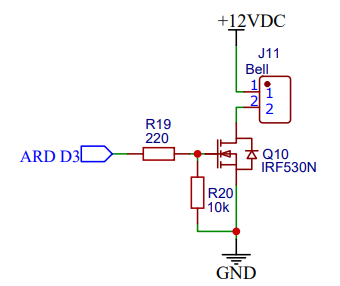 +12VDC
J11
Bell
1
1
2
2
R19
220
ARD D3
Q10
IRF530N
R20
10k
GND